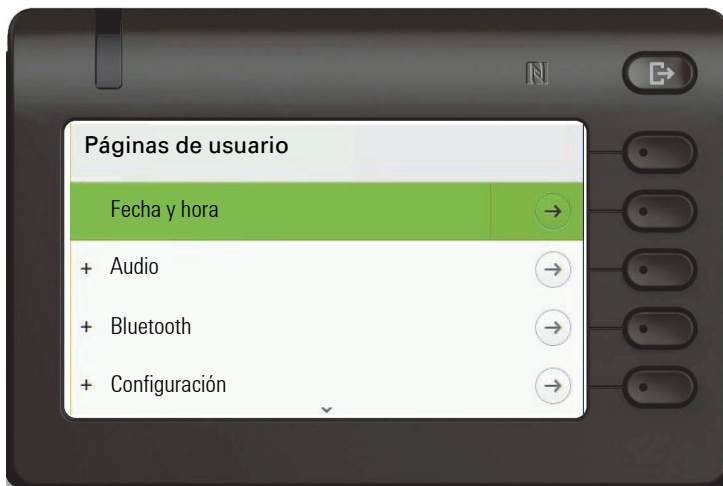 Páginas de usuario
Fecha y hora
+ Audio
+ Bluetooth
+ Configuración